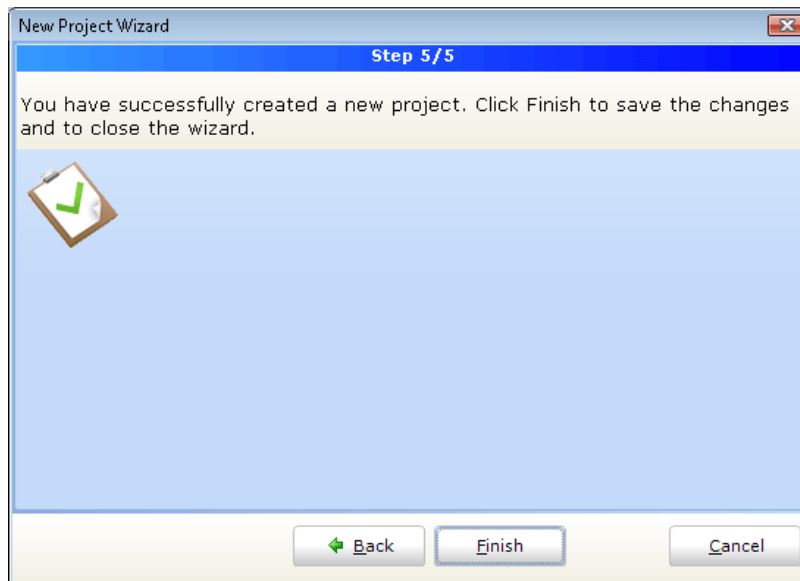 New Project Wizard
Step 5/5
You have successfully created a new project. Click Finish to save the changes
and to close the wizard.
Back
Finish
Cancel